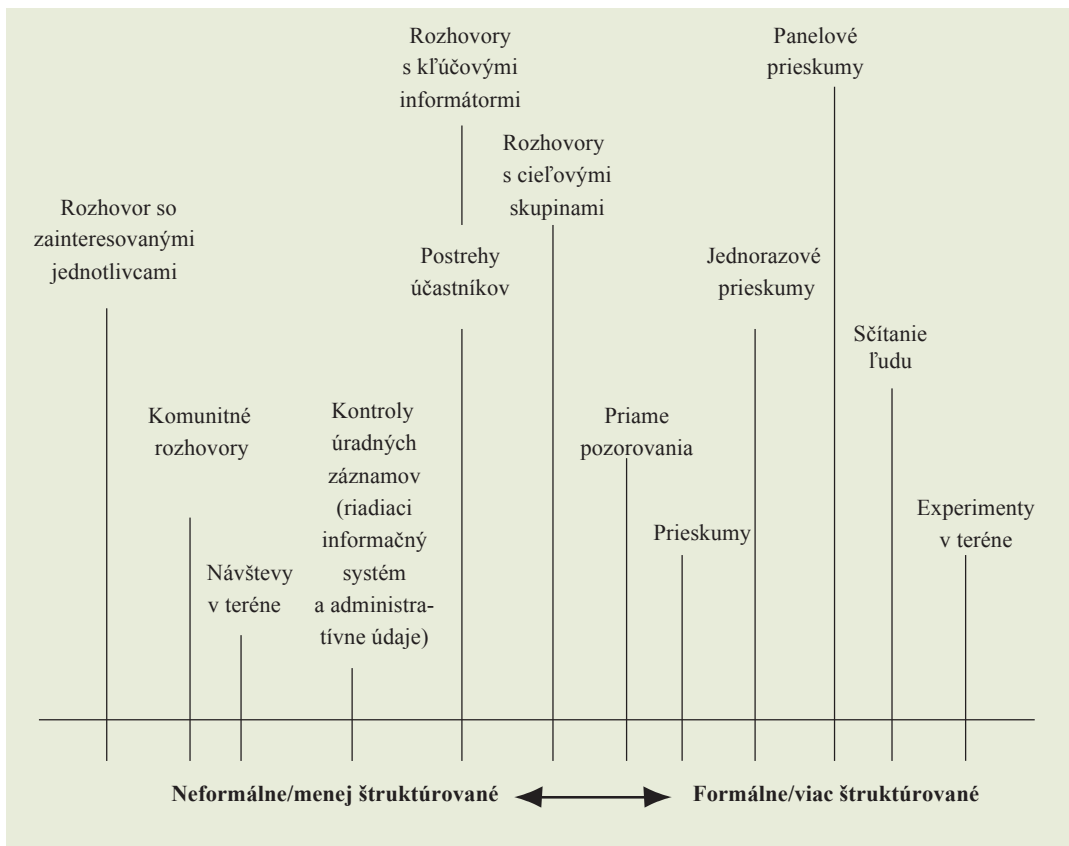 Rozhovory
s kľúčovými
informátormi
Panelové
prieskumy
Rozhovory
s cieľovými
skupinami
Rozhovor so
zainteresovanými
jednotlivcami
Postrehy
účastníkov
Jednorazové
prieskumy
Sčítanie
ľudu
Komunitné
rozhovory
Kontroly
úradných
záznamov
(riadiaci
informačný
systém
a administra-
tívne údaje)
Priame
pozorovania
Prieskumy
Experimenty
v teréne
Návštevy
v teréne
Neformálne/menej štruktúrované
Formálne/viac štruktúrované